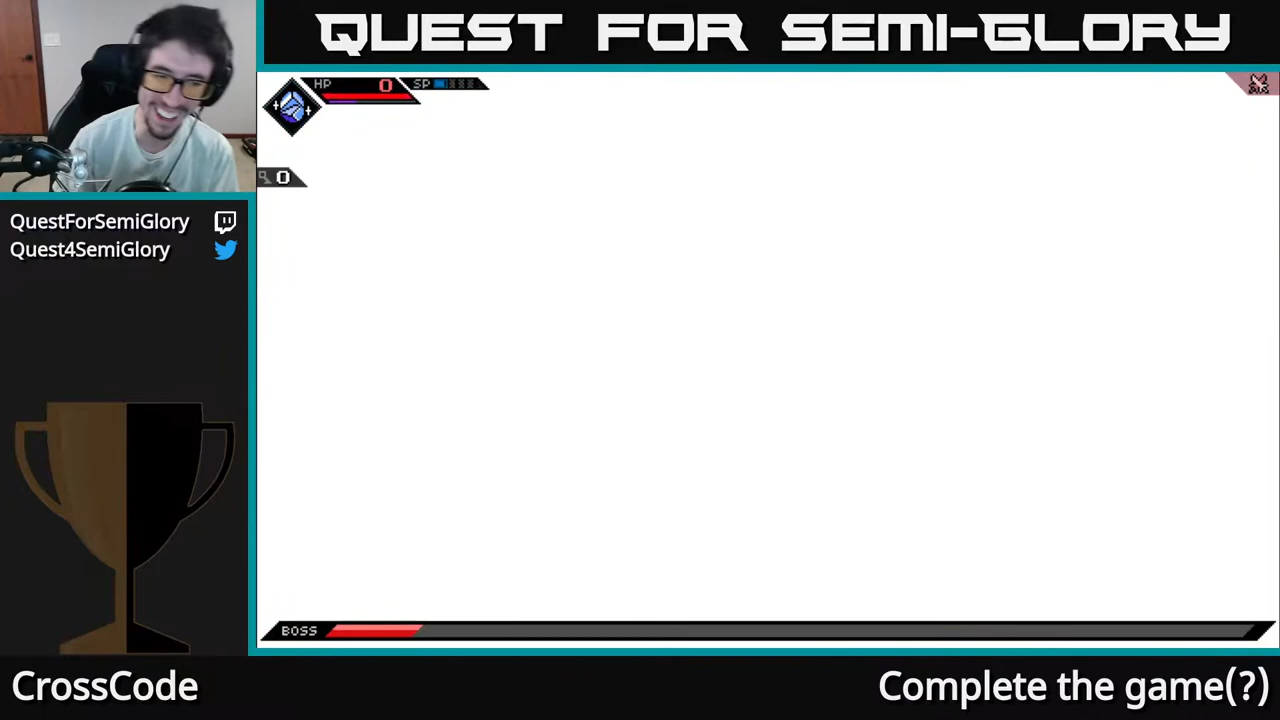 QUEST FOR SEMI-GLORY
HP 0 SP
0
QuestForSemiGlory
Quest4SemiGlory
BOSS
CrossCode
Complete the game(?)